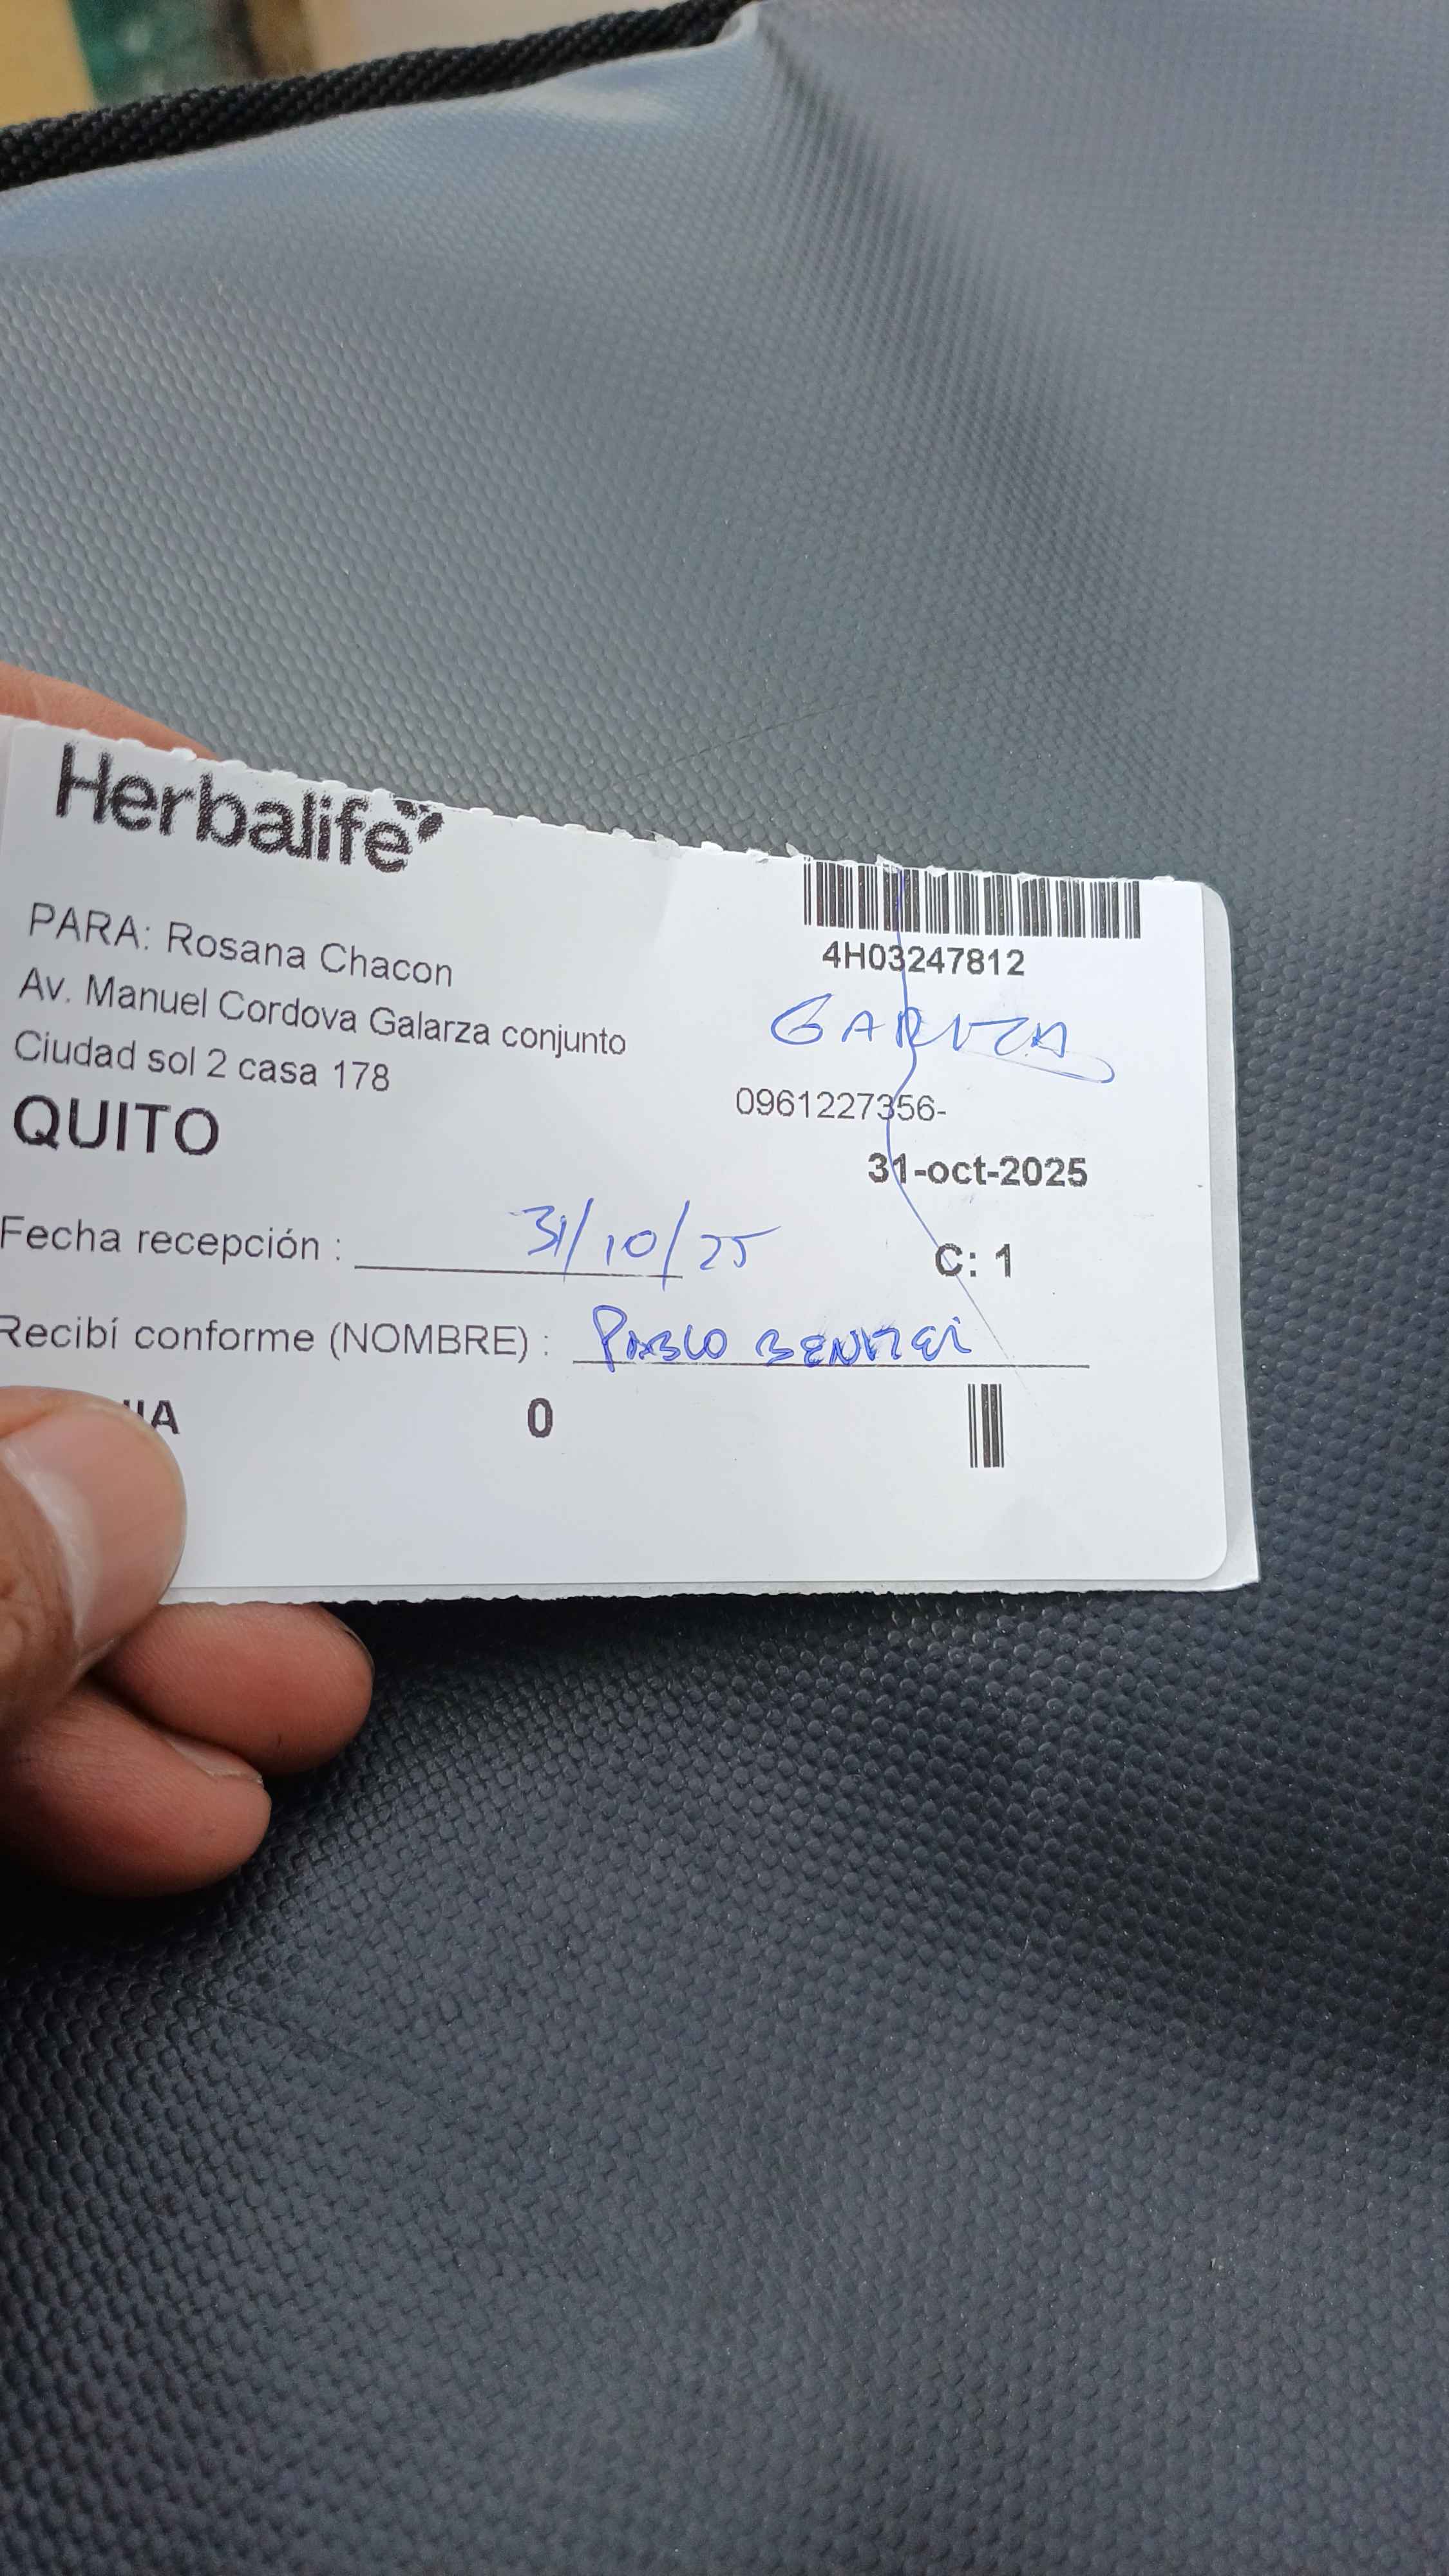 Herbalife
4H03247812
PARA: Rosana Chacon
Av. Manuel Cordova Galarza conjunto
Ciudad sol 2 casa 178
0961227356-
QUITO
31-oct-2025
Fecha recepción : 31/10/25
C: 1
Recibí conforme (NOMBRE) : PABLO
0